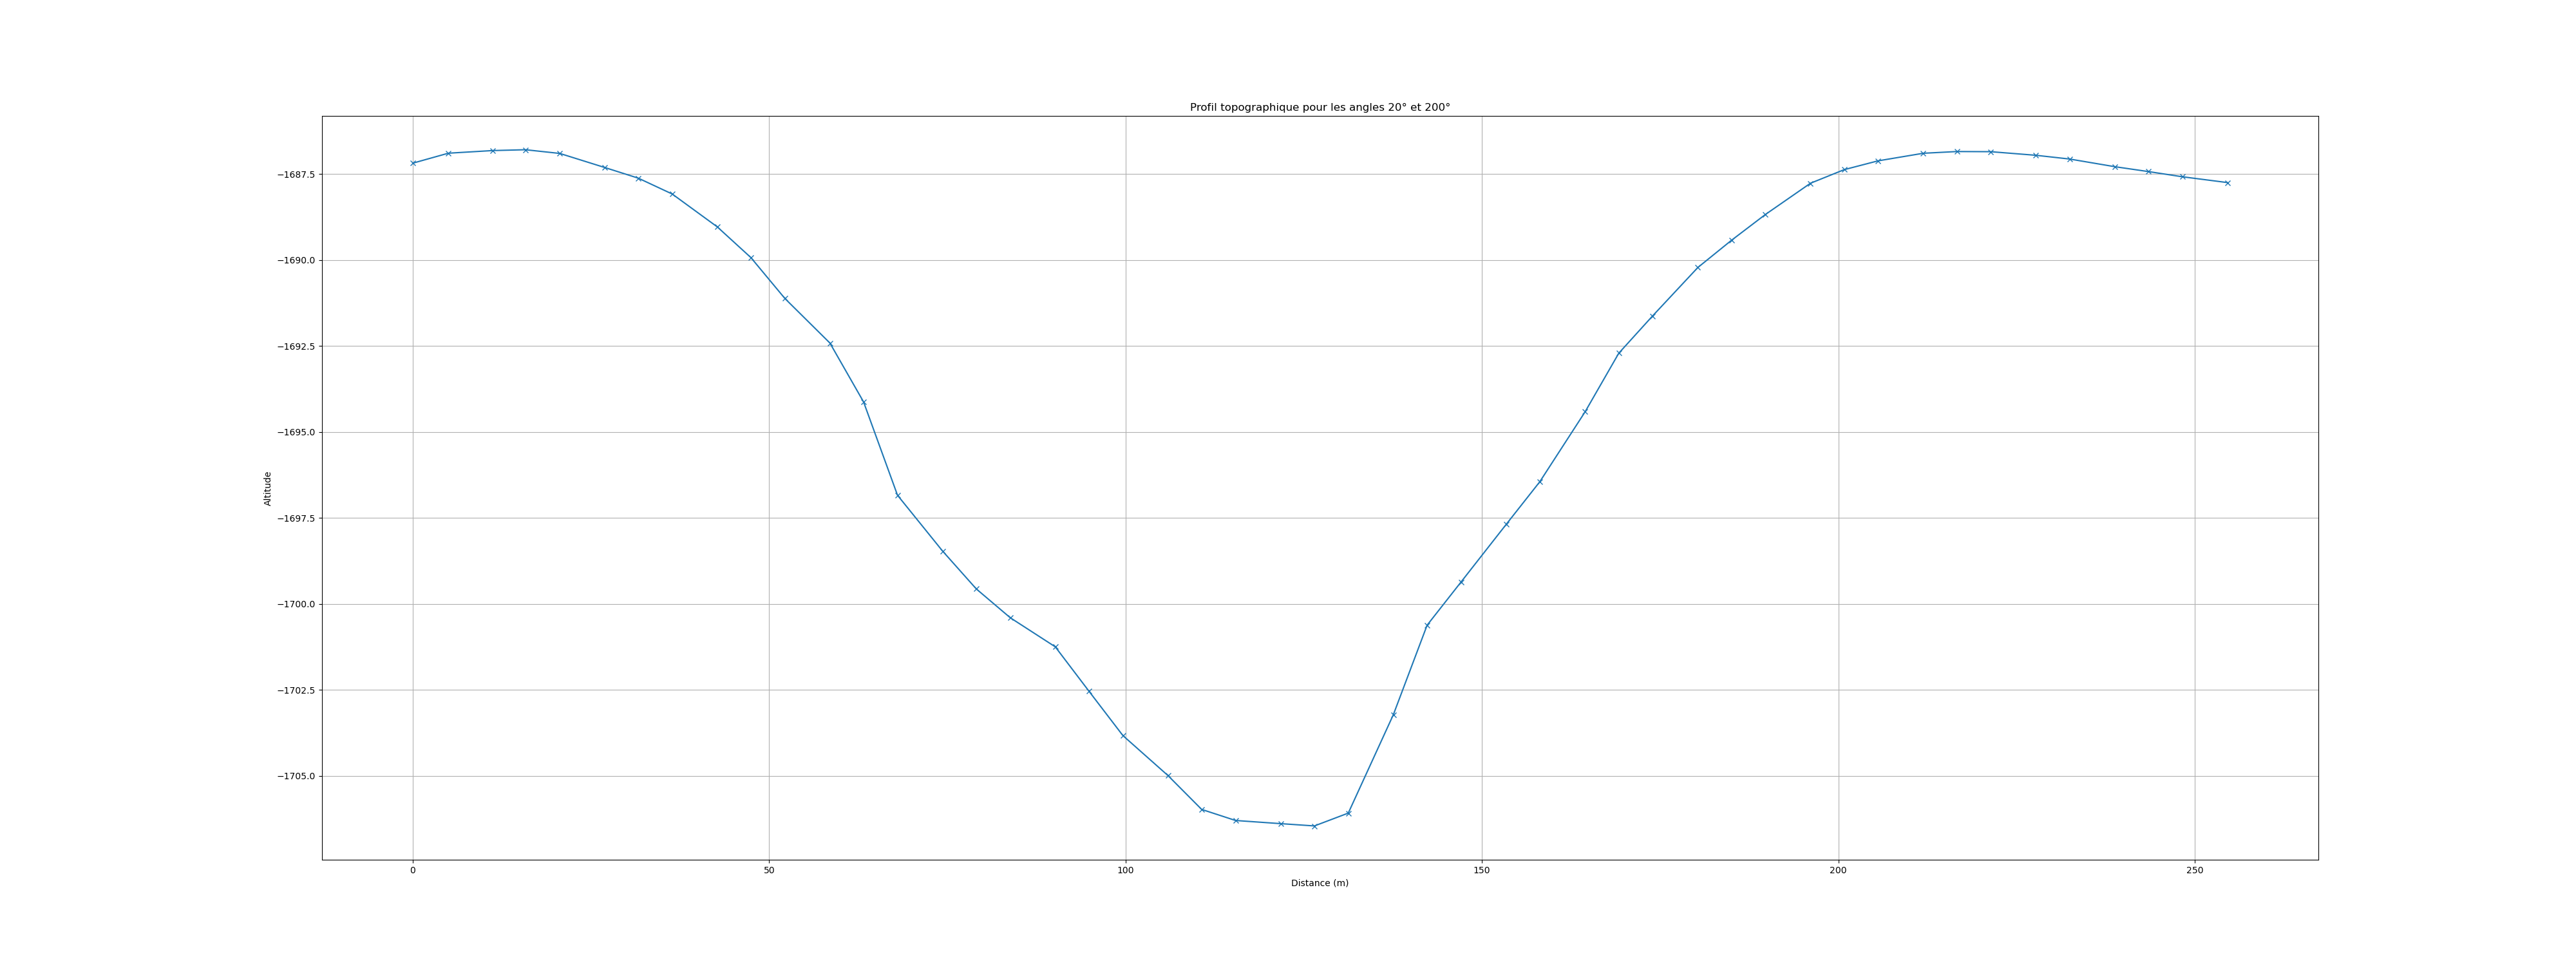 Profil topographique pour les angles 20° et 200°
−1687.5
−1690.0
−1692.5
−1695.0
−1697.5
−1700.0
−1702.5
−1705.0
Altitude
0 50 100 150 200 250
Distance (m)